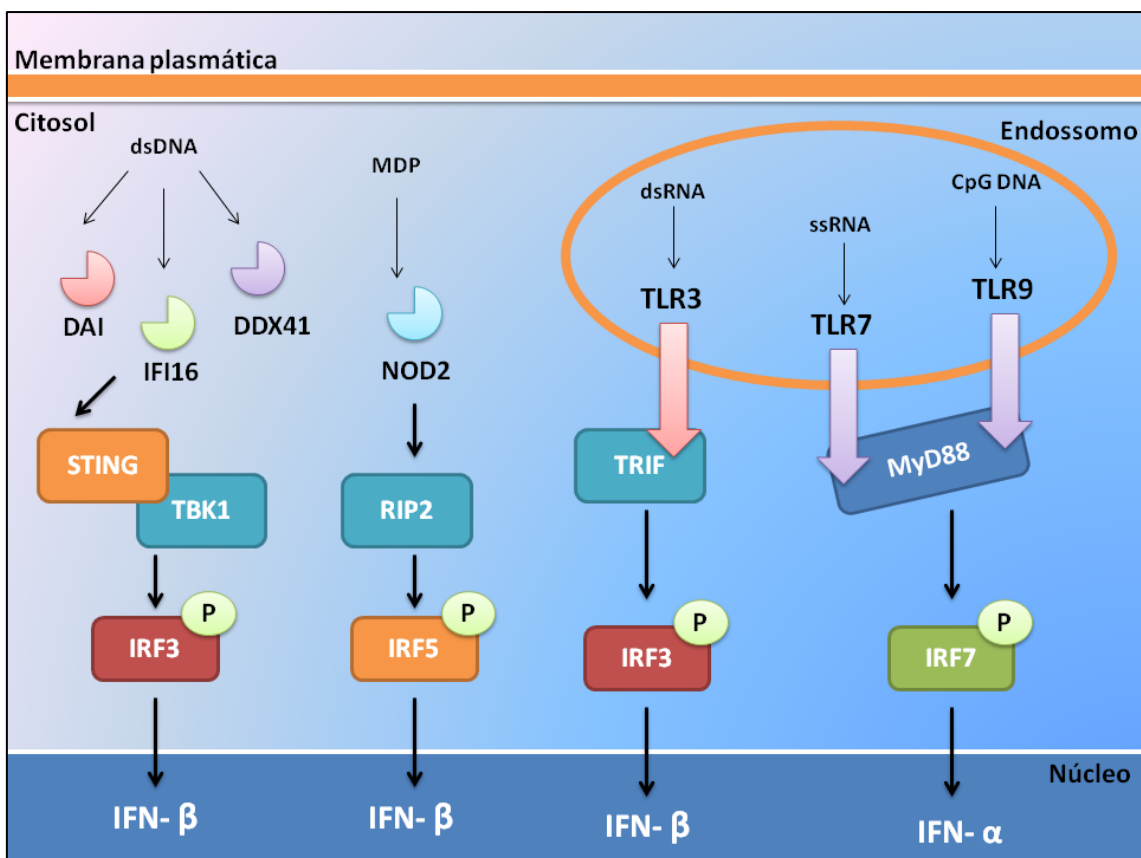 Membrana plasmática
Citosol
Endossomo
dsDNA
MDP
dsRNA
ssRNA
CpG DNA
DAI
IFI16
DDX41
NOD2
TLR3
TLR7
TLR9
STING
TBK1
RIP2
TRIF
MyD88
IRF3
P
IRF5
P
IRF3
P
IRF7
P
Núcleo
IFN- β
IFN- β
IFN- β
IFN- α